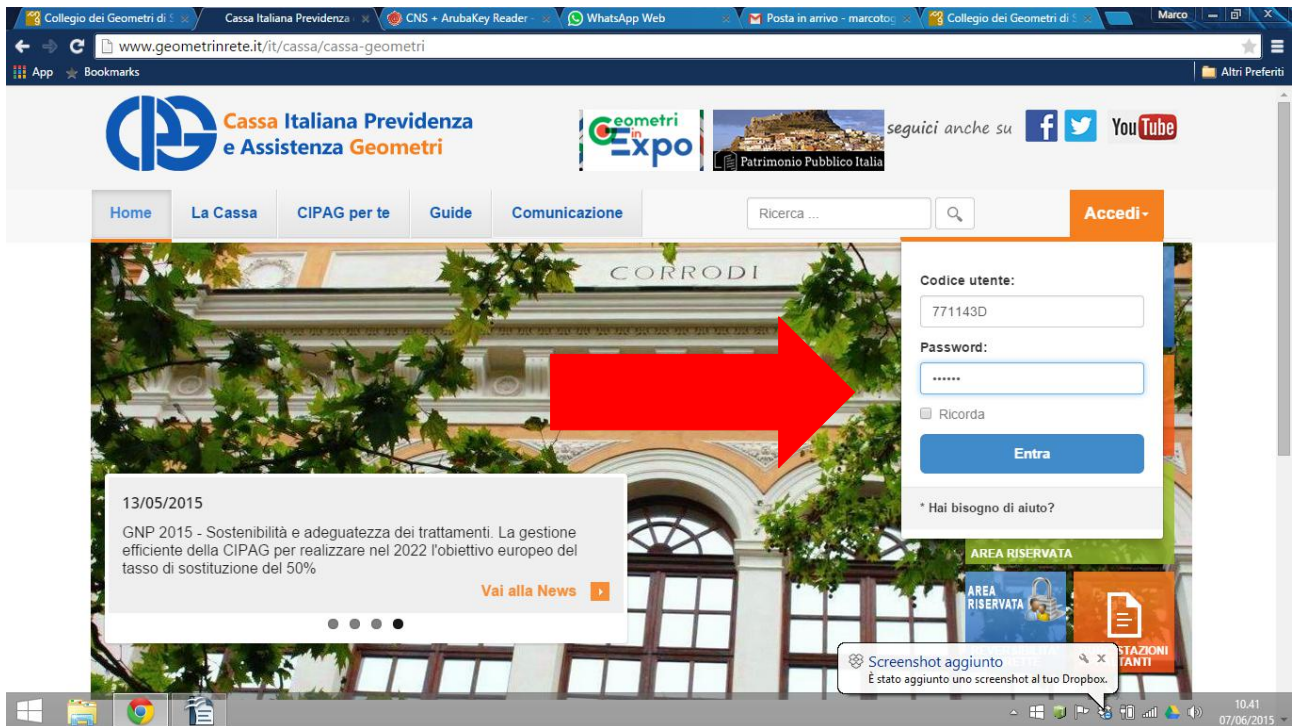 Collegio dei Geometri di S
Cassa Italiana Previdenza
CNS + ArubaKey Reader -
WhatsApp Web
Posta in arrivo - marcotog
Collegio dei Geometri di S
Marco
www.geometrinrete.it/it/cassa/cassa-geometri
App
Bookmarks
Altri Preferiti
Cassa Italiana Previdenza
e Assistenza Geometri
Geometri
in
Expo
Patrimonio Pubblico Italia
seguici anche su
f
You Tube
Home
La Cassa
CIPAG per te
Guide
Comunicazione
Ricerca ...
Accedi
CORRODI
Codice utente:
771143D
Password:
••••••
Ricorda
Entra
* Hai bisogno di aiuto?
13/05/2015
GNP 2015 - Sostenibilità e adeguatezza dei trattamenti. La gestione
efficiente della CIPAG per realizzare nel 2022 l'obiettivo europeo del
tasso di sostituzione del 50%
Vai alla News
AREA RISERVATA
AREA
RISERVATA
Screenshot aggiunto
È stato aggiunto uno screenshot al tuo Dropbox.
10.41
07/06/2015